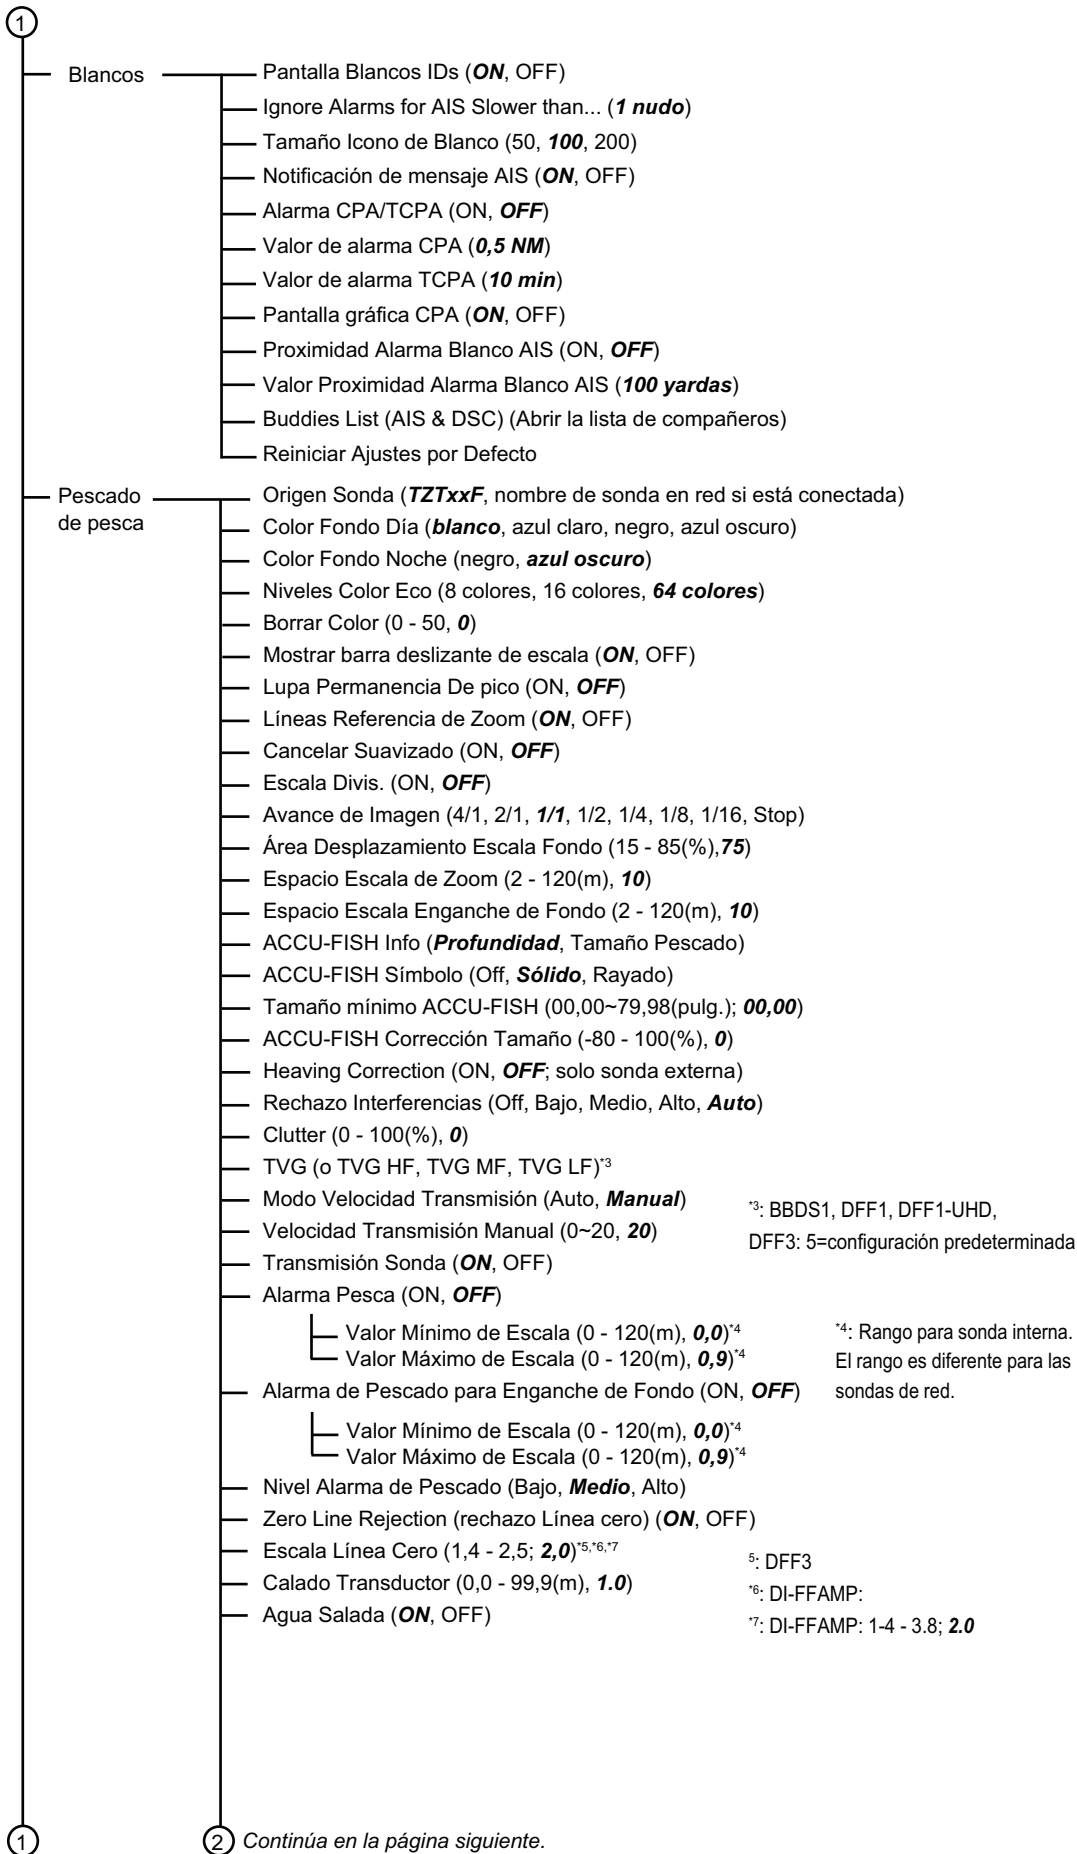 1
Blancos
Pantalla Blancos IDs (ON, OFF)
Ignore Alarms for AIS Slower than... (1 nudo)
Tamaño Icono de Blanco (50, 100, 200)
Notificación de mensaje AIS (ON, OFF)
Alarma CPA/TCPA (ON, OFF)
Valor de alarma CPA (0,5 NM)
Valor de alarma TCPA (10 min)
Pantalla gráfica CPA (ON, OFF)
Proximidad Alarma Blanco AIS (ON, OFF)
Valor Proximidad Alarma Blanco AIS (100 yardas)
Buddies List (AIS & DSC) (Abrir la lista de compañeros)
Reiniciar Ajustes por Defecto
Pescado
de pesca
Origen Sonda (TZTxxF, nombre de sonda en red si está conectada)
Color Fondo Día (blanco, azul claro, negro, azul oscuro)
Color Fondo Noche (negro, azul oscuro)
Niveles Color Eco (8 colores, 16 colores, 64 colores)
Borrar Color (0 - 50, 0)
Mostrar barra deslizante de escala (ON, OFF)
Lupa Permanencia De pico (ON, OFF)
Líneas Referencia de Zoom (ON, OFF)
Cancelar Suavizado (ON, OFF)
Escala Divis. (ON, OFF)
Avance de Imagen (4/1, 2/1, 1/1, 1/2, 1/4, 1/8, 1/16, Stop)
Área Desplazamiento Escala Fondo (15 - 85(%),75)
Espacio Escala de Zoom (2 - 120(m), 10)
Espacio Escala Enganche de Fondo (2 - 120(m), 10)
ACCU-FISH Info (Profundidad, Tamaño Pescado)
ACCU-FISH Símbolo (Off, Sólido, Rayado)
Tamaño mínimo ACCU-FISH (00,00~79,98(pulg.); 00,00)
ACCU-FISH Corrección Tamaño (-80 - 100(%), 0)
Heaving Correction (ON, OFF; solo sonda externa)
Rechazo Interferencias (Off, Bajo, Medio, Alto, Auto)
Clutter (0 - 100(%), 0)
TVG (o TVG HF, TVG MF, TVG LF)*3
Modo Velocidad Transmisión (Auto, Manual)
Velocidad Transmisión Manual (0~20, 20)
*3: BBDS1, DFF1, DFF1-UHD,
DFF3: 5=configuración predeterminada
Transmisión Sonda (ON, OFF)
Alarma Pesca (ON, OFF)
Valor Mínimo de Escala (0 - 120(m), 0,0)*4
Valor Máximo de Escala (0 - 120(m), 0,9)*4
*4: Rango para sonda interna.
El rango es diferente para las
sondas de red.
Alarma de Pescado para Enganche de Fondo (ON, OFF)
Valor Mínimo de Escala (0 - 120(m), 0,0)*4
Valor Máximo de Escala (0 - 120(m), 0,9)*4
Nivel Alarma de Pescado (Bajo, Medio, Alto)
Zero Line Rejection (rechazo Línea cero) (ON, OFF)
Escala Línea Cero (1,4 - 2,5; 2,0)*5,*6,*7
Calado Transductor (0,0 - 99,9(m), 1.0)
Agua Salada (ON, OFF)
5: DFF3
*6: DI-FFAMP:
*7: DI-FFAMP: 1-4 - 3.8; 2.0
1
2
Continúa en la página siguiente.